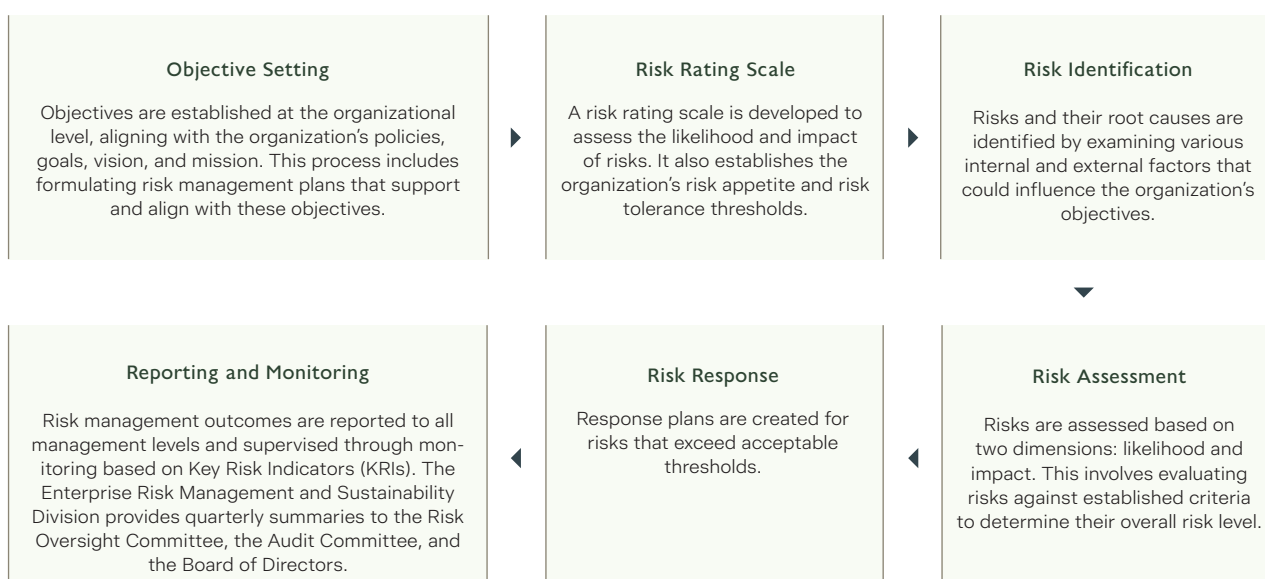 Objective Setting
Objectives are established at the organizational
level, aligning with the organization's policies,
goals, vision, and mission. This process includes
formulating risk management plans that support
and align with these objectives.
Risk Rating Scale
A risk rating scale is developed to
assess the likelihood and impact
of risks. It also establishes the
organization's risk appetite and risk
tolerance thresholds.
Risk Identification
Risks and their root causes are
identified by examining various
internal and external factors that
could influence the organization's
objectives.
Risk Assessment
Risks are assessed based on
two dimensions: likelihood and
impact. This involves evaluating
risks against established criteria
to determine their overall risk level.
Risk Response
Response plans are created for
risks that exceed acceptable
thresholds.
Reporting and Monitoring
Risk management outcomes are reported to all
management levels and supervised through mon-
itoring based on Key Risk Indicators (KRIs). The
Enterprise Risk Management and Sustainability
Division provides quarterly summaries to the Risk
Oversight Committee, the Audit Committee, and
the Board of Directors.